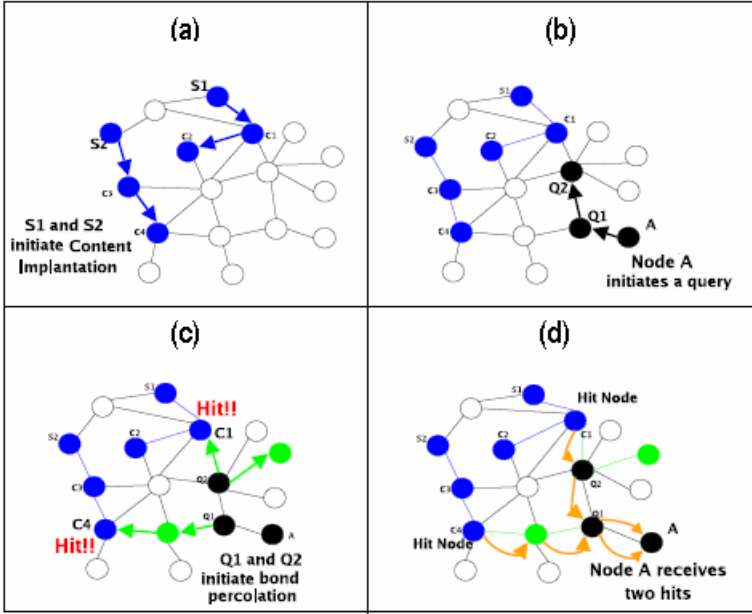 (a)
S1
S2
C1
C2
C3
C4
S1 and S2
initiate Content
Implantation
(b)
S1
S2
C1
C2
C3
C4
Q2
Q1
A
Node A
initiates a query
(c)
S1
S2
Hit!!
C1
C2
C3
Q2
C4
Q1
A
Hit!!
Q1 and Q2
initiate bond
percolation
(d)
S1
Hit Node
S2
C1
C2
Q2
C3
C4
Q1
A
Hit Node
Node A receives
two hits